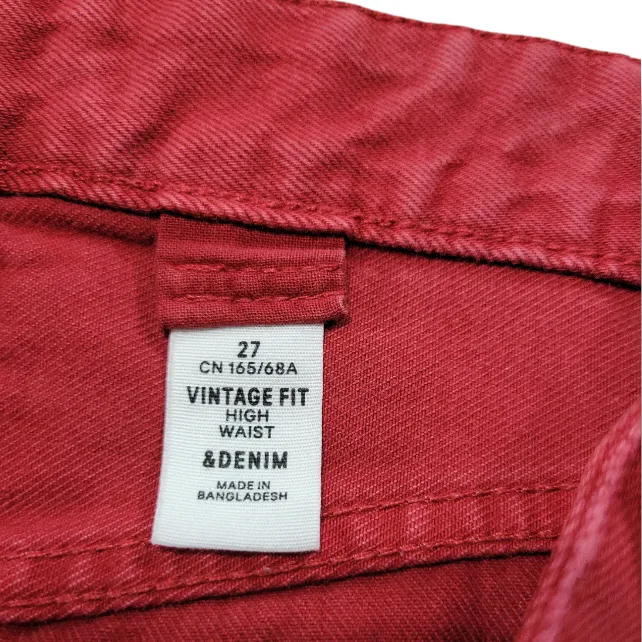 27
CN 165/68A
VINTAGE FIT
HIGH
WAIST
&DENIM
MADE IN
BANGLADESH